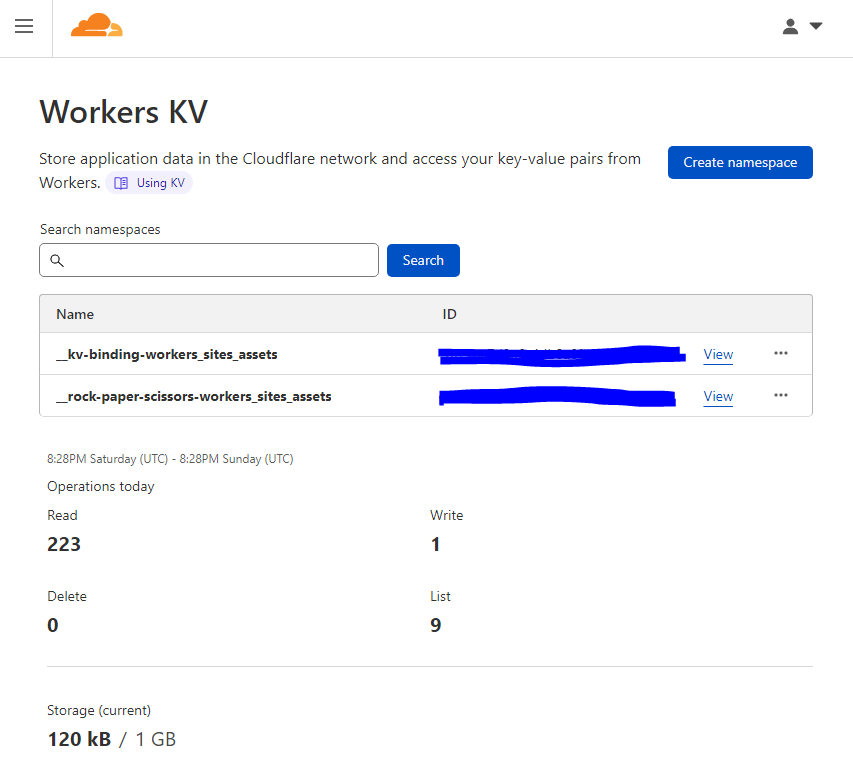 Workers KV
Store application data in the Cloudflare network and access your key-value pairs from
Workers. Using KV
Create namespace
Search namespaces
Search
Name ID
__kv-binding-workers_sites_assets View
__rock-paper-scissors-workers_sites_assets View
8:28PM Saturday (UTC) - 8:28PM Sunday (UTC)
Operations today
Read Write
223 1
Delete List
0 9
Storage (current)
120 kB / 1 GB